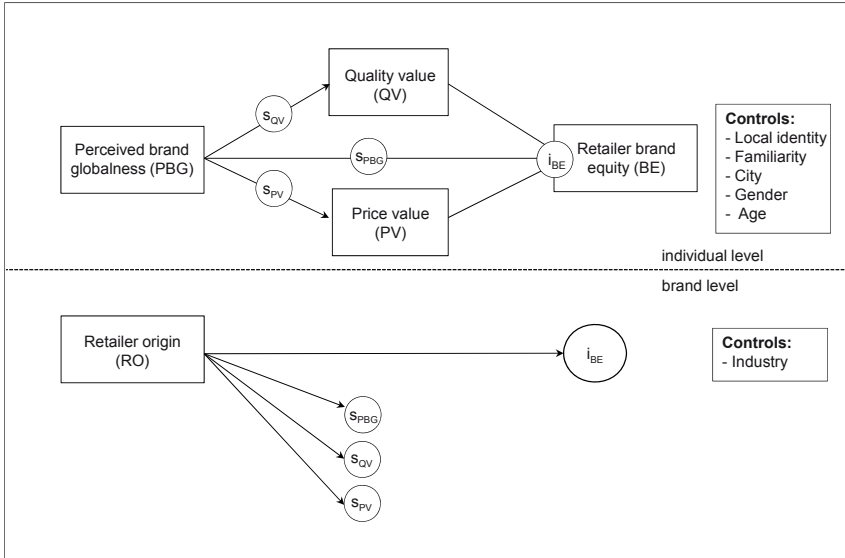 Quality value
(QV)
s_QV
Perceived brand
globalness (PBG)
s_PBG
i_BE
Retailer brand
equity (BE)
s_PV
Price value
(PV)
Controls:
- Local identity
- Familiarity
- City
- Gender
- Age
individual level
brand level
Retailer origin
(RO)
i_BE
Controls:
- Industry
s_PBG
s_QV
s_PV